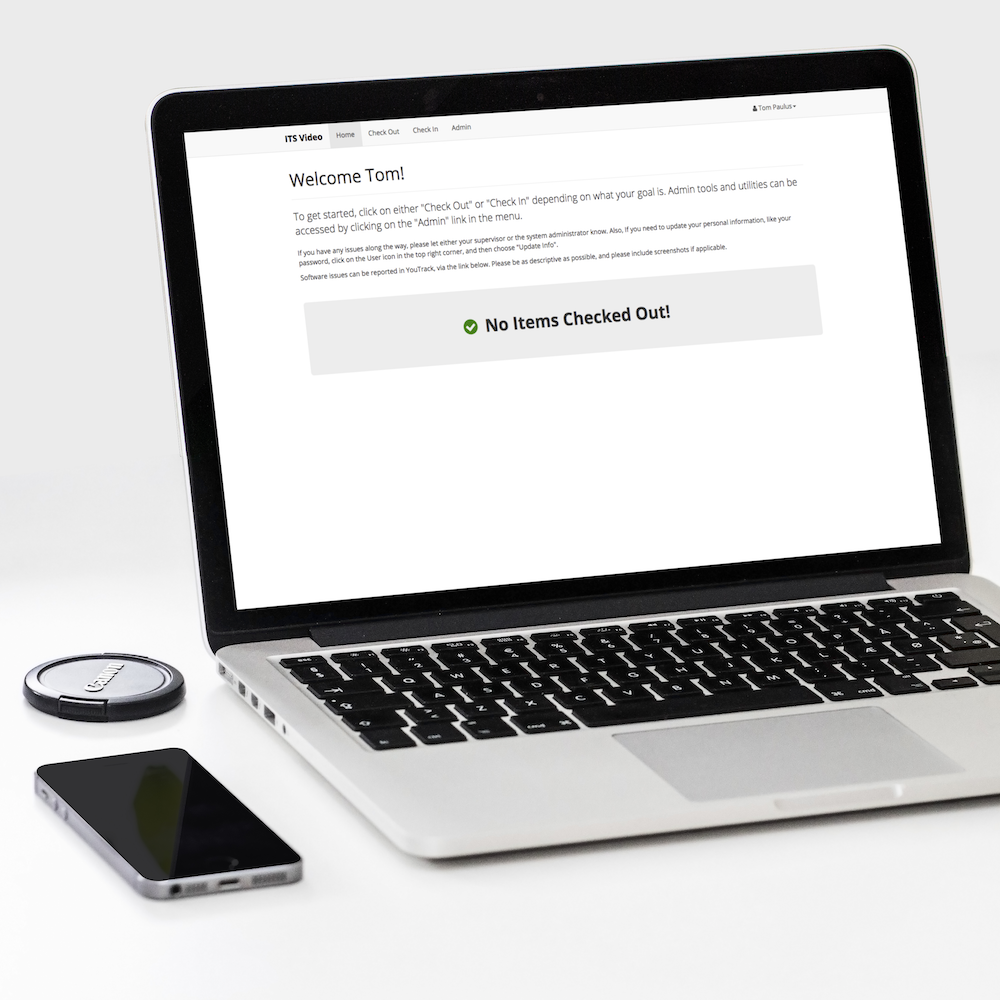 ITS Video Home Check Out Check In Admin Tom Paulus
Welcome Tom!
To get started, click on either "Check Out" or "Check In" depending on what your goal is. Admin tools and utilities can be
accessed by clicking on the "Admin" link in the menu.
If you have any issues along the way, please let either your supervisor or the system administrator know. Also, if you need to update your personal information, like your
password, click on the User icon in the top right corner, and then choose "Update Info".
Software issues can be reported in YouTrack, via the link below. Please be as descriptive as possible, and please include screenshots if applicable.
No Items Checked Out!
Canon
esc
Q W E R T Y U I O P Å
A S D F G H J K L Æ Ø
Z X C V B N M
ctrl cmd ⌘ ⌘ cmd